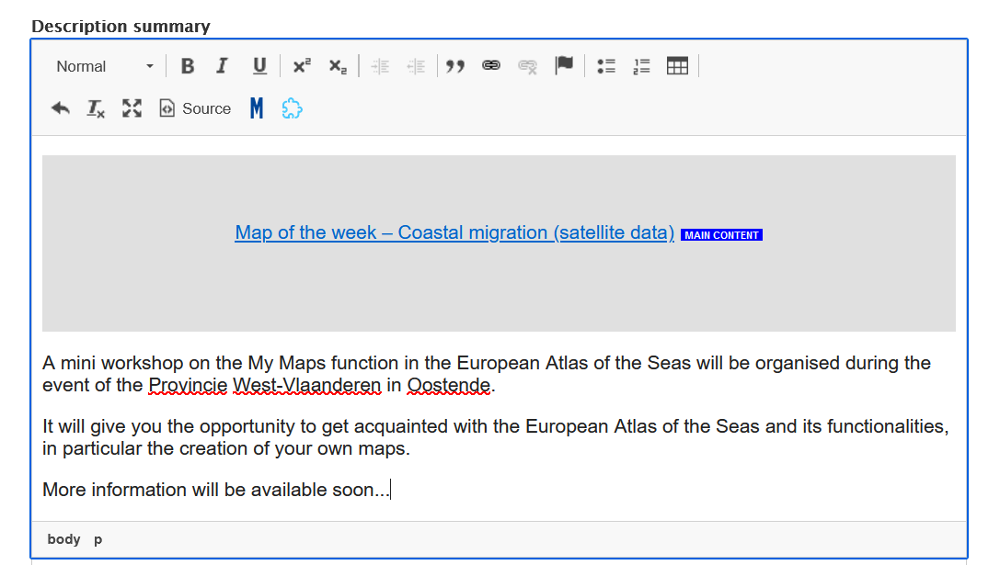 Description summary
Normal B I U x² x₂ ”
Tx Source M
Map of the week – Coastal migration (satellite data) MAIN CONTENT
A mini workshop on the My Maps function in the European Atlas of the Seas will be organised during the
event of the Provincie West-Vlaanderen in Oostende.
It will give you the opportunity to get acquainted with the European Atlas of the Seas and its functionalities,
in particular the creation of your own maps.
More information will be available soon...
body p